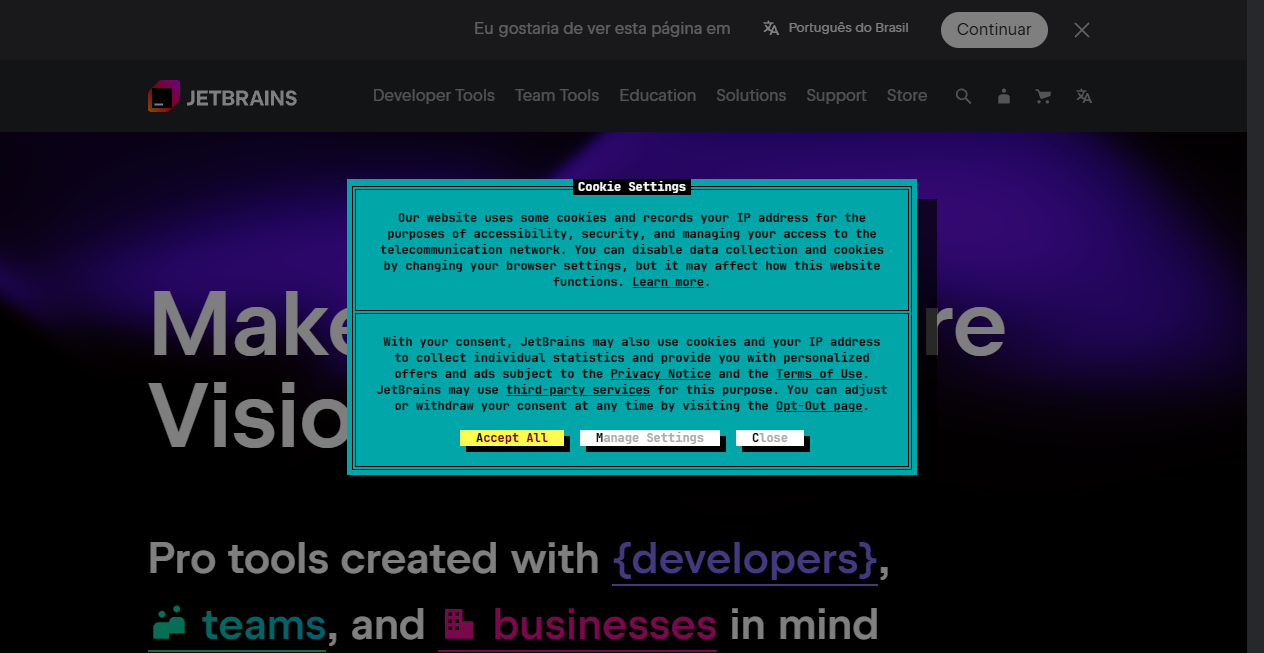 Eu gostaria de ver esta página em
Português do Brasil
Continuar
JETBRAINS
Developer Tools
Team Tools
Education
Solutions
Support
Store
Cookie Settings
Our website uses some cookies and records your IP address for the
purposes of accessibility, security, and managing your access to the
telecommunication network. You can disable data collection and cookies
by changing your browser settings, but it may affect how this website
functions. Learn more.
With your consent, JetBrains may also use cookies and your IP address
to collect individual statistics and provide you with personalized
offers and ads subject to the Privacy Notice and the Terms of Use.
JetBrains may use third-party services for this purpose. You can adjust
or withdraw your consent at any time by visiting the Opt-Out page.
Accept All
Manage Settings
Close
Make
Pro tools created with {developers},
teams, and businesses in mind